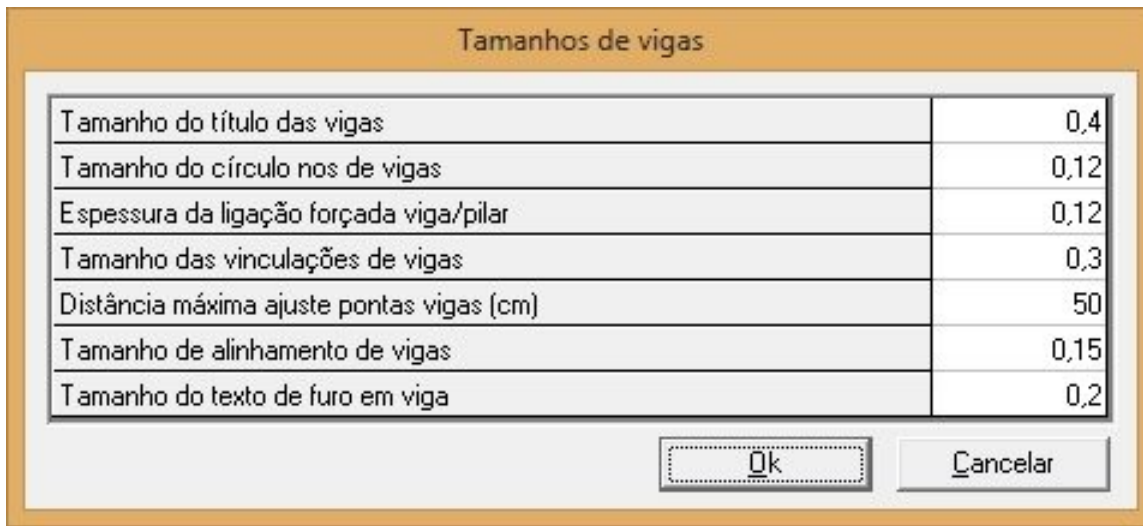 Tamanhos de vigas
Tamanho do título das vigas 0,4
Tamanho do círculo nos de vigas 0,12
Espessura da ligação forçada viga/pilar 0,12
Tamanho das vinculações de vigas 0,3
Distância máxima ajuste pontas vigas (cm) 50
Tamanho de alinhamento de vigas 0,15
Tamanho do texto de furo em viga 0,2
Ok Cancelar